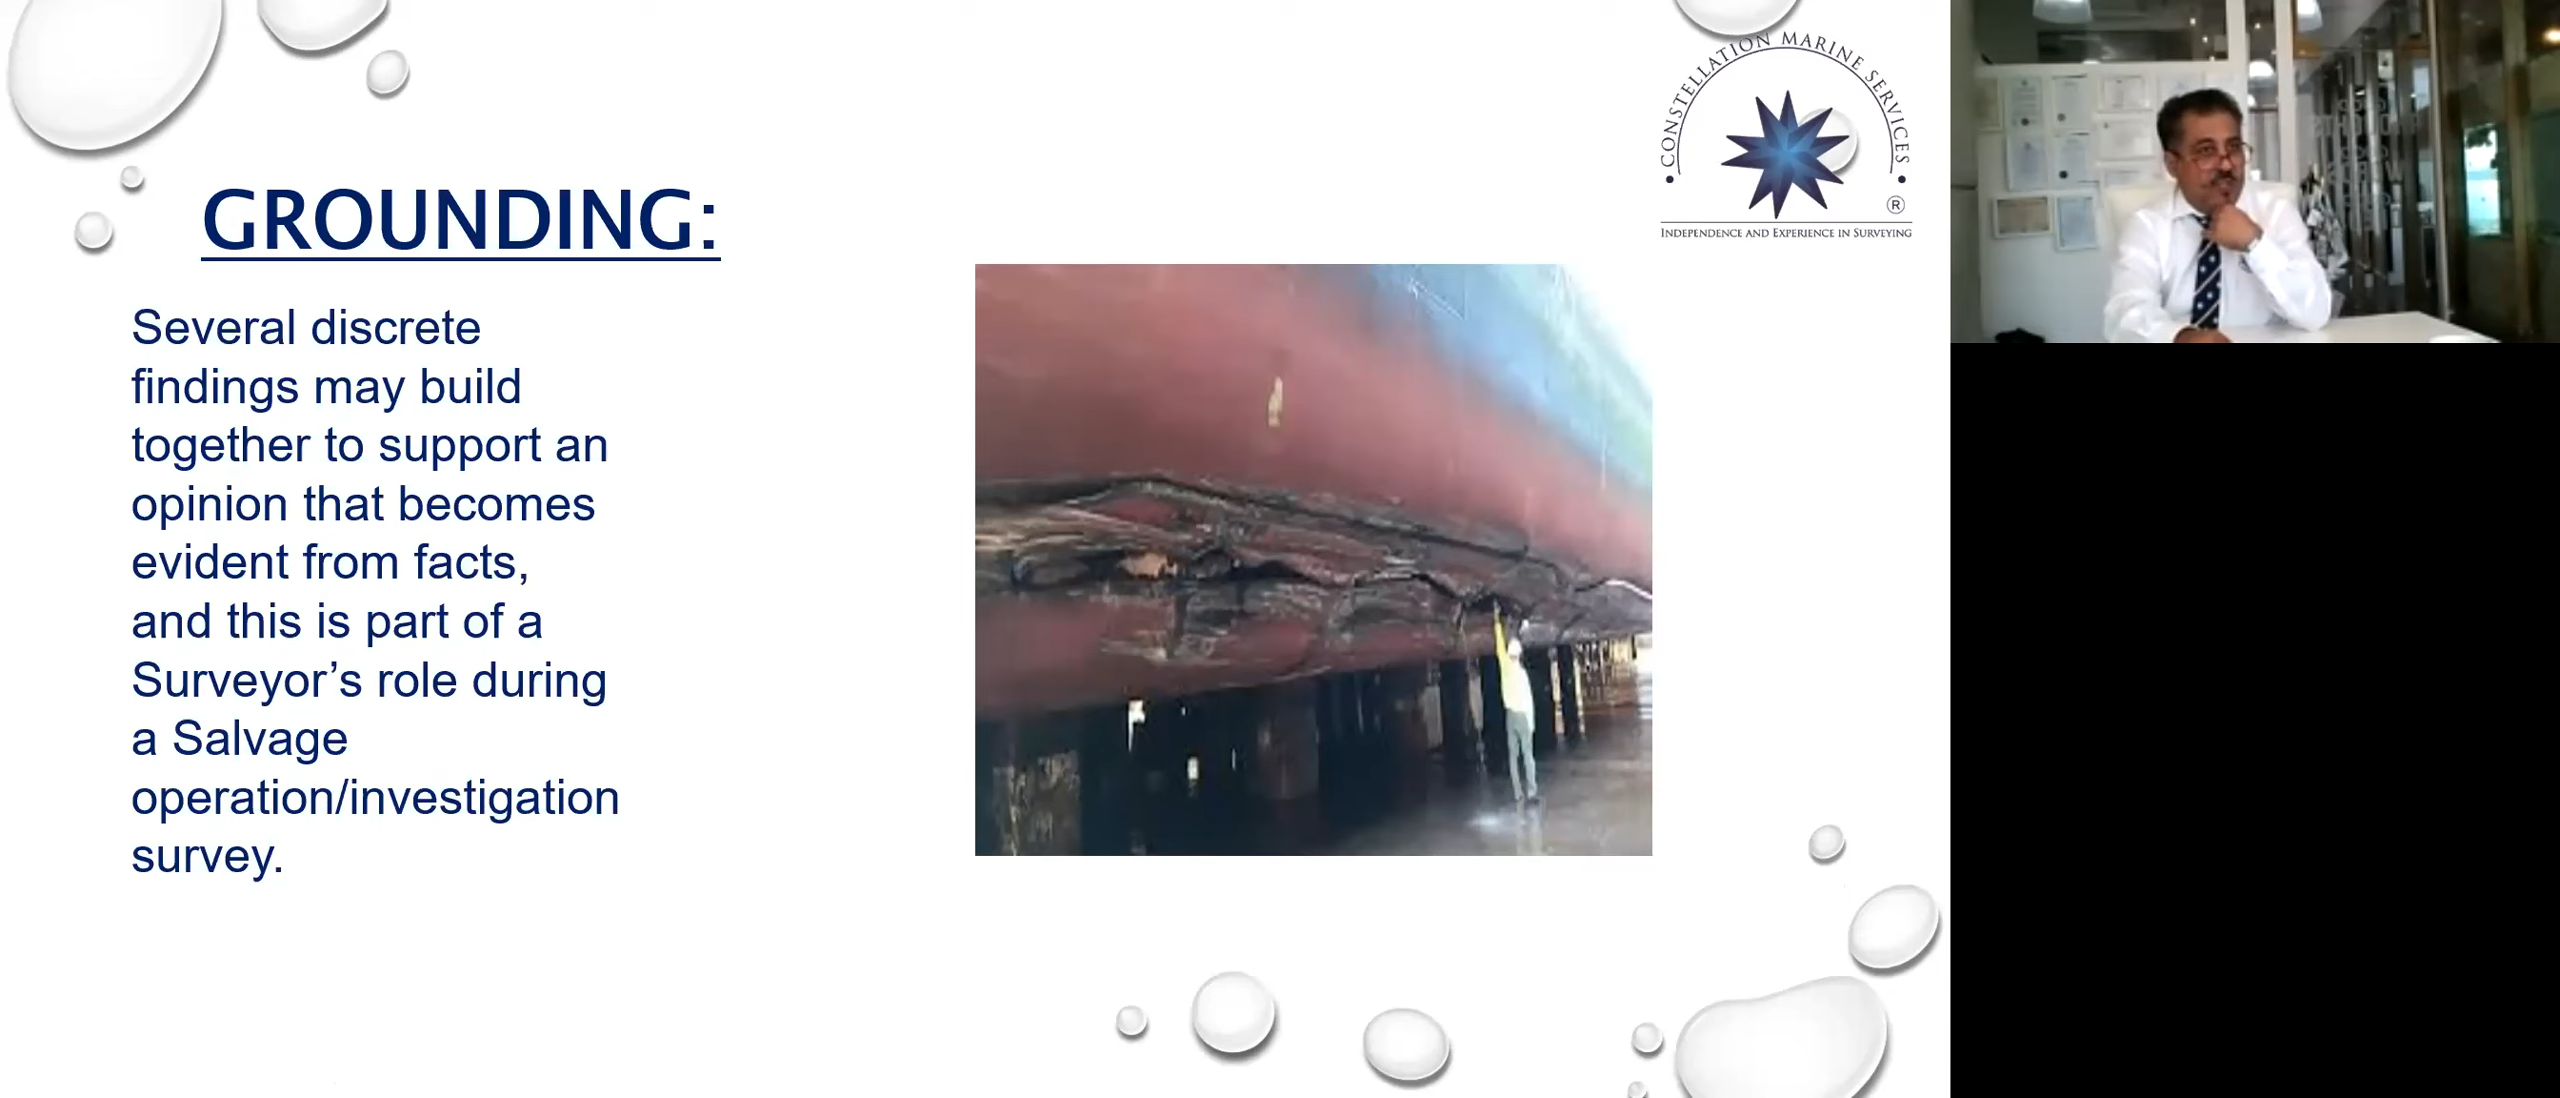 CONSTELLATION MARINE SERVICES
®
INDEPENDENCE AND EXPERIENCE IN SURVEYING
GROUNDING:
Several discrete
findings may build
together to support an
opinion that becomes
evident from facts,
and this is part of a
Surveyor’s role during
a Salvage
operation/investigation
survey.